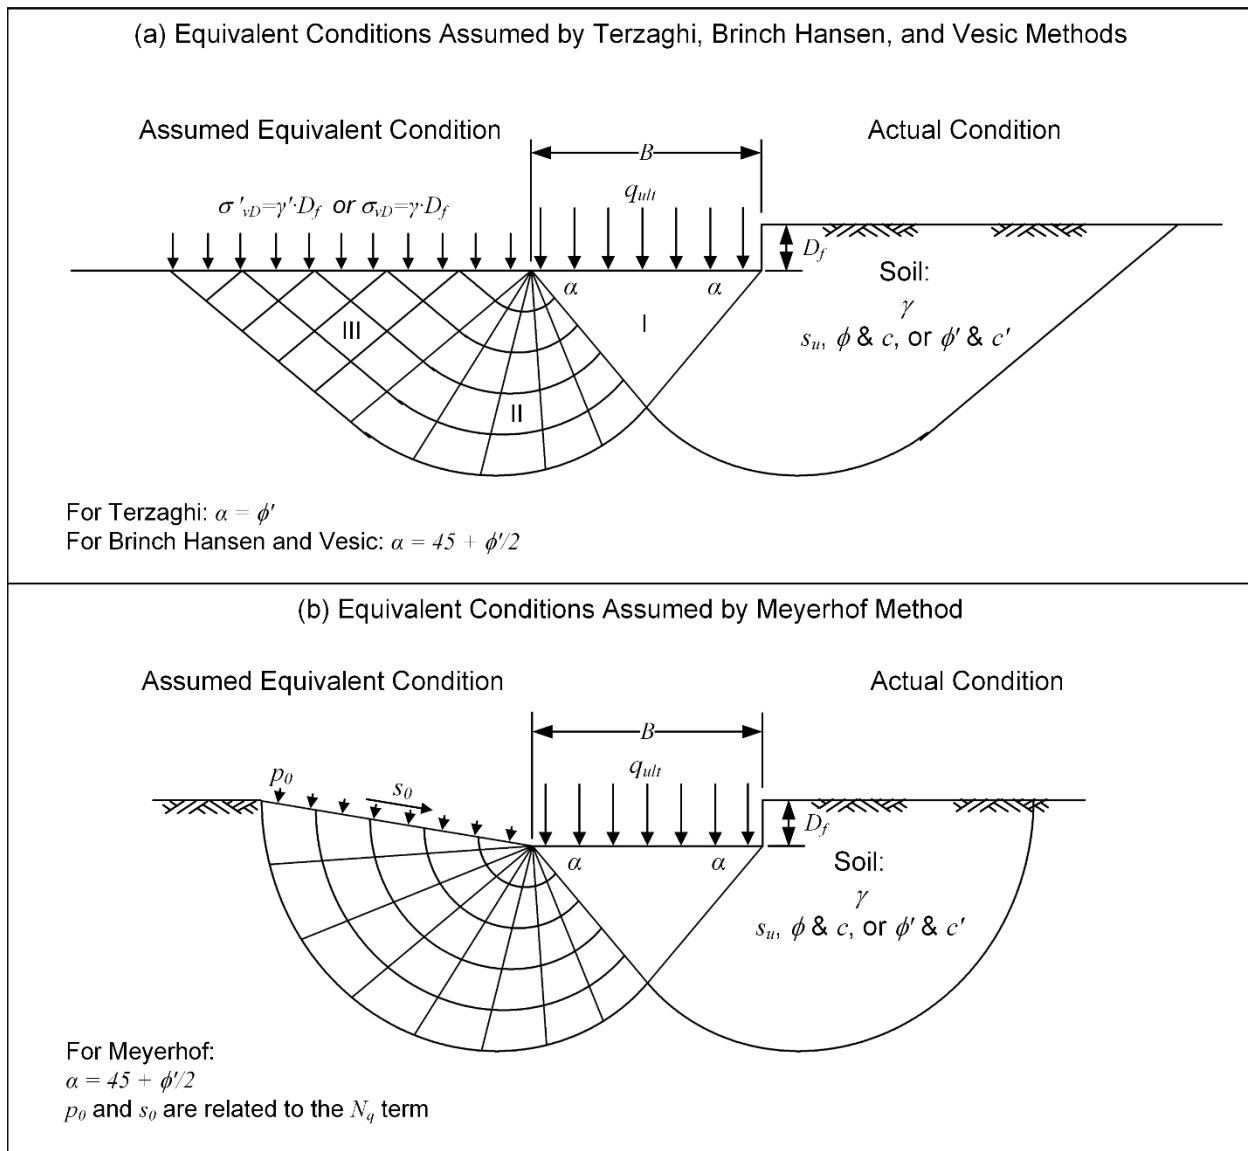 (a) Equivalent Conditions Assumed by Terzaghi, Brinch Hansen, and Vesic Methods
Assumed Equivalent Condition
Actual Condition
B
σ'vD=γ'·Df or σvD=γ·Df
qult
Df
α
α
Soil:
γ
su, ϕ & c, or ϕ' & c'
I
III
II
For Terzaghi: α = ϕ'
For Brinch Hansen and Vesic: α = 45 + ϕ'/2
(b) Equivalent Conditions Assumed by Meyerhof Method
Assumed Equivalent Condition
Actual Condition
B
p0
s0
qult
Df
α
α
Soil:
γ
su, ϕ & c, or ϕ' & c'
For Meyerhof:
α = 45 + ϕ'/2
p0 and s0 are related to the Nq term